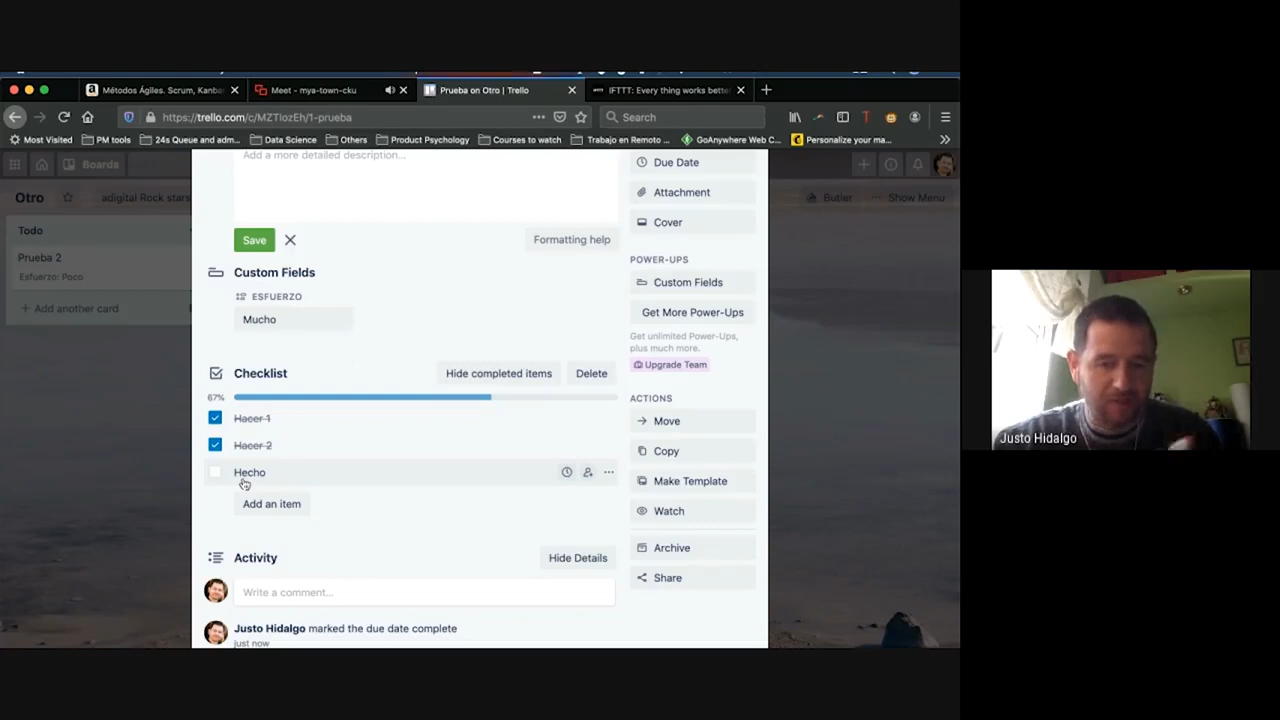 Métodos Ágiles. Scrum, Kanba
Meet - mya-town-cku
Prueba on Otro | Trello
IFTTT: Every thing works bette
https://trello.com/c/MZTIozEh/1-prueba
Search
Most Visited
PM tools
24s Queue and adm...
Others
Data Science
Product Psychology
Courses to watch
Trabajo en Remoto ...
GoAnywhere Web C...
Personalize your ma...
Boards
Otro
adigital Rock stars
Butler
... Show Menu
Todo
Prueba 2
Esfuerzo: Poco
+ Add another card
Add a more detailed description...
Save
Formatting help
Custom Fields
ESFUERZO
Mucho
Checklist
Hide completed items
Delete
67%
Hacer 1
Hacer 2
Hecho
Add an item
Activity
Hide Details
Write a comment...
Justo Hidalgo marked the due date complete
just now
Due Date
Attachment
Cover
POWER-UPS
Custom Fields
Get More Power-Ups
Get unlimited Power-Ups,
plus much more.
Upgrade Team
ACTIONS
Move
Copy
Make Template
Watch
Archive
Share
Justo Hidalgo